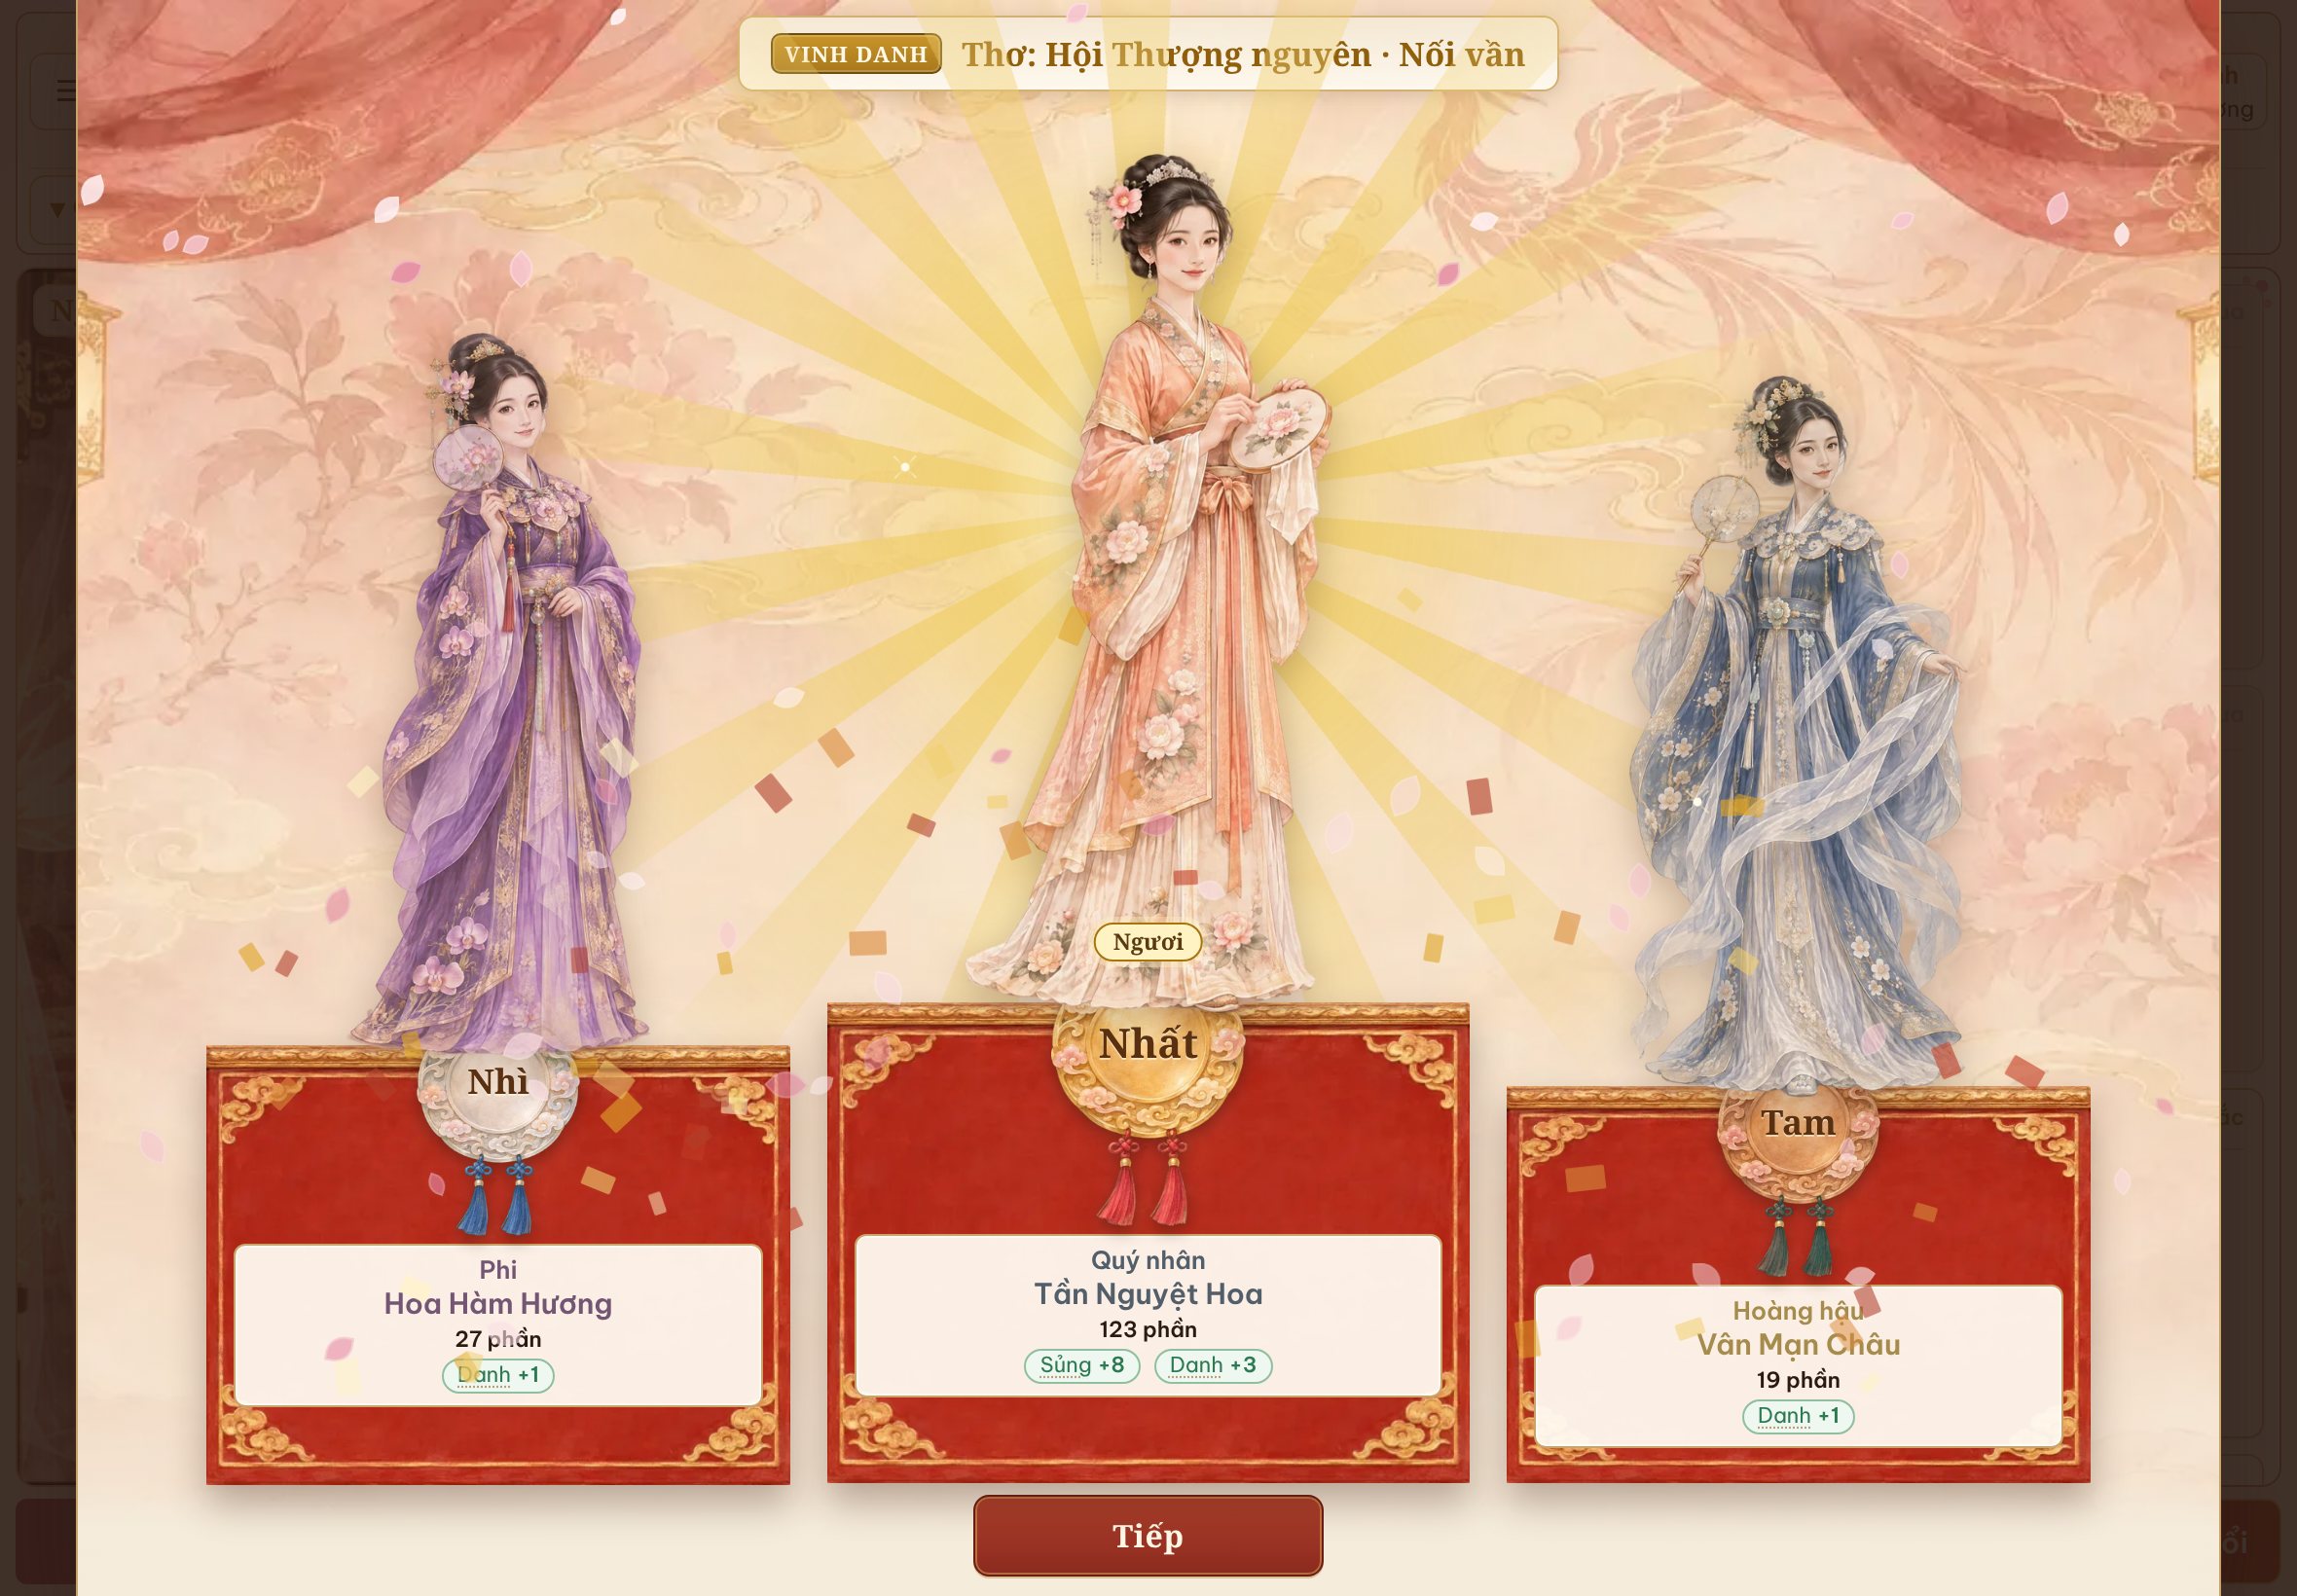 VINH DANH Thơ: Hội Thượng nguyên · Nối vần
Ngươi
Nhì
Phi
Hoa Hàm Hương
27 phần
Danh +1
Nhất
Quý nhân
Tần Nguyệt Hoa
123 phần
Sủng +8 Danh +3
Tam
Hoàng hậu
Vân Mạn Châu
19 phần
Danh +1
Tiếp